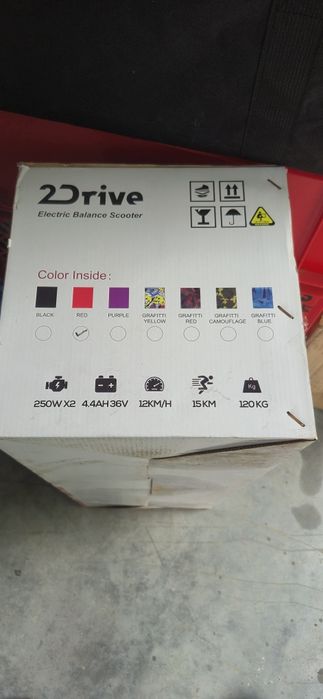 2Drive
Electric Balance Scooter
Color Inside:
BLACK RED PURPLE GRAFITTI YELLOW GRAFITTI RED GRAFITTI CAMOUFLAGE GRAFITTI BLUE
250W X2 4.4AH 36V 12KM/H 15KM 120KG
Kg